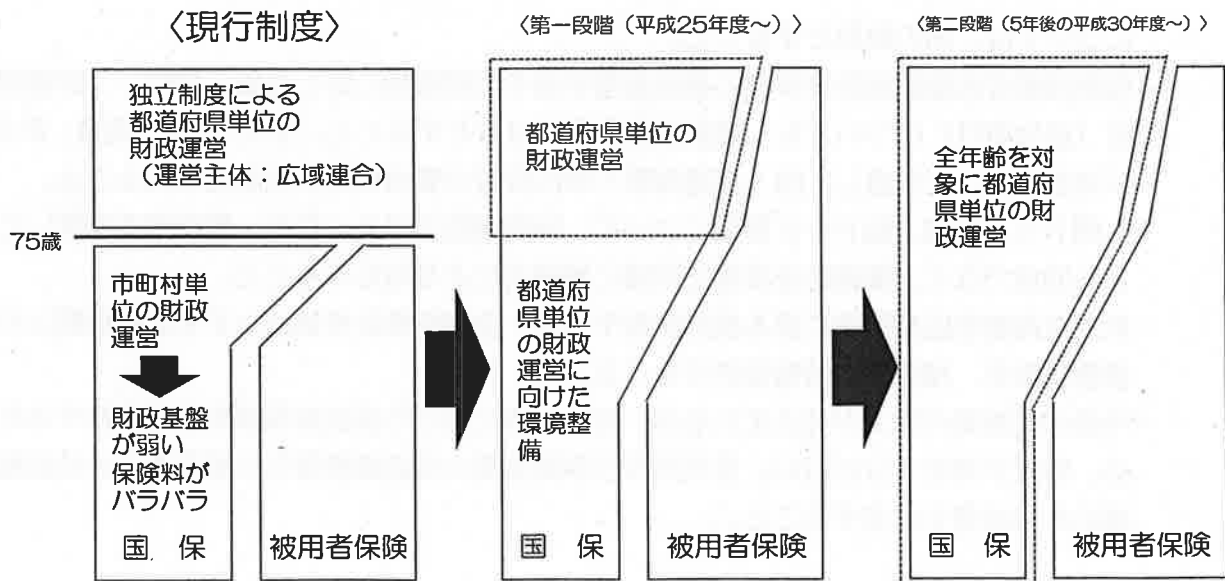 〈現行制度〉
独立制度による
都道府県単位の
財政運営
（運営主体：広域連合）
75歳
市町村単
位の財政
運営
財政基盤
が弱い
保険料が
バラバラ
国 保
被用者保険
〈第一段階（平成25年度～）〉
都道府県単位の
財政運営
都道府
県単位
の財政
運営に
向けた
環境整
備
国 保
被用者保険
〈第二段階（5年後の平成30年度～）〉
全年齢を対
象に都道府
県単位の財
政運営
国 保
被用者保険